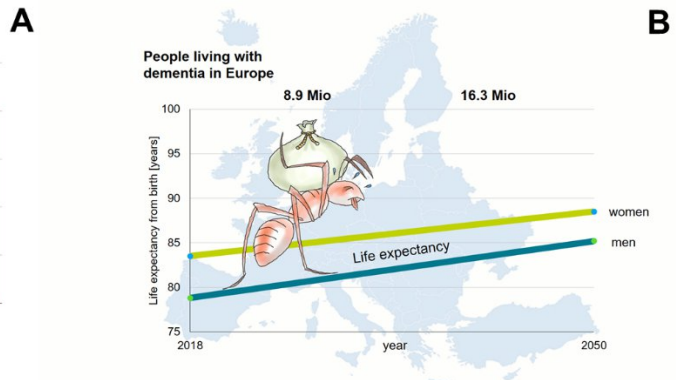 A
B
People living with
dementia in Europe
8.9 Mio
16.3 Mio
100
95
90
85
80
75
Life expectancy from birth [years]
Life expectancy
women
men
2018
year
2050